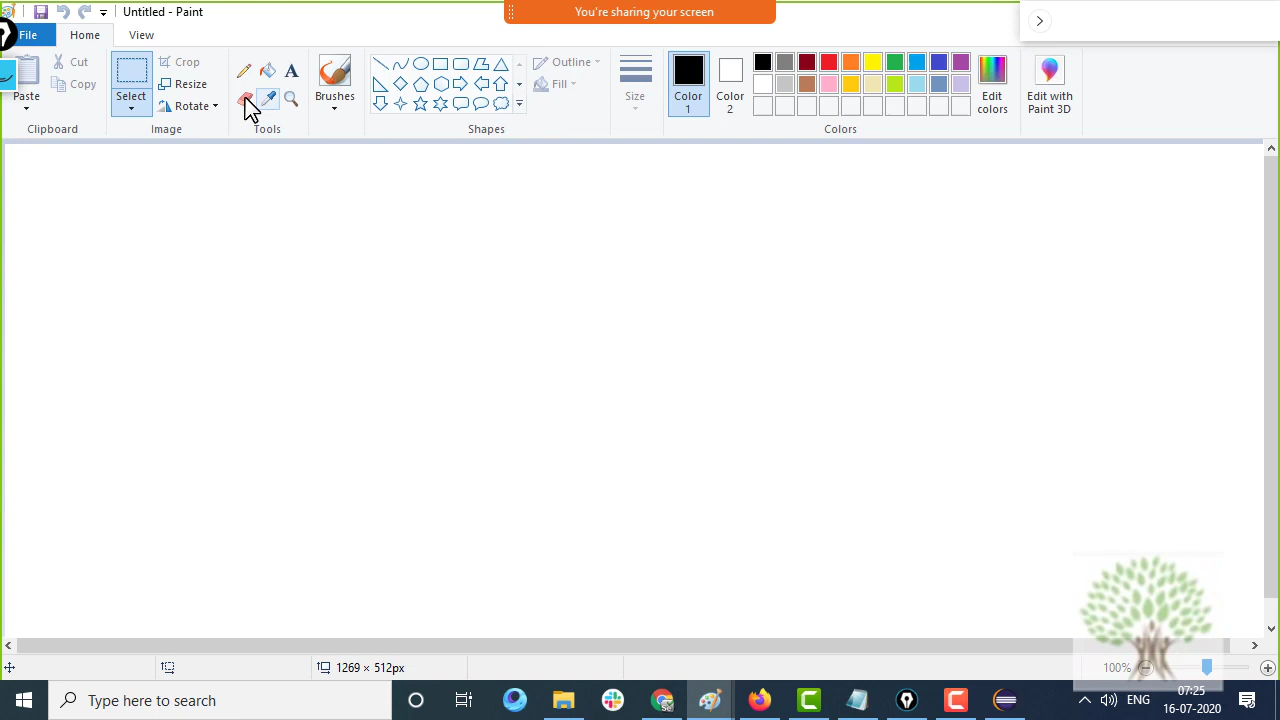 Untitled - Paint
You're sharing your screen
File
Home
View
Paste
Cut
Copy
Clipboard
Select
Crop
Resize
Rotate
Image
A
Tools
Brushes
Shapes
Outline
Fill
Size
Color 1
Color 2
Colors
Edit colors
Edit with Paint 3D
1269 × 512px
100%
Type here to search
ENG
07:25
16-07-2020